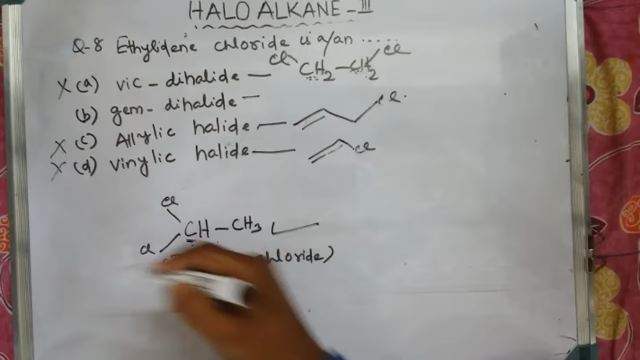 HALO ALKANE - III
Q-8 Ethylidene chloride is a/an .....
x (a) vic-dihalide — Cl CH2 - CH2 Cl
(b) gem-dihalide —
x (c) Allylic halide — Cl
x (d) vinylic halide — Cl
Cl
CH - CH3
Cl
chloride)